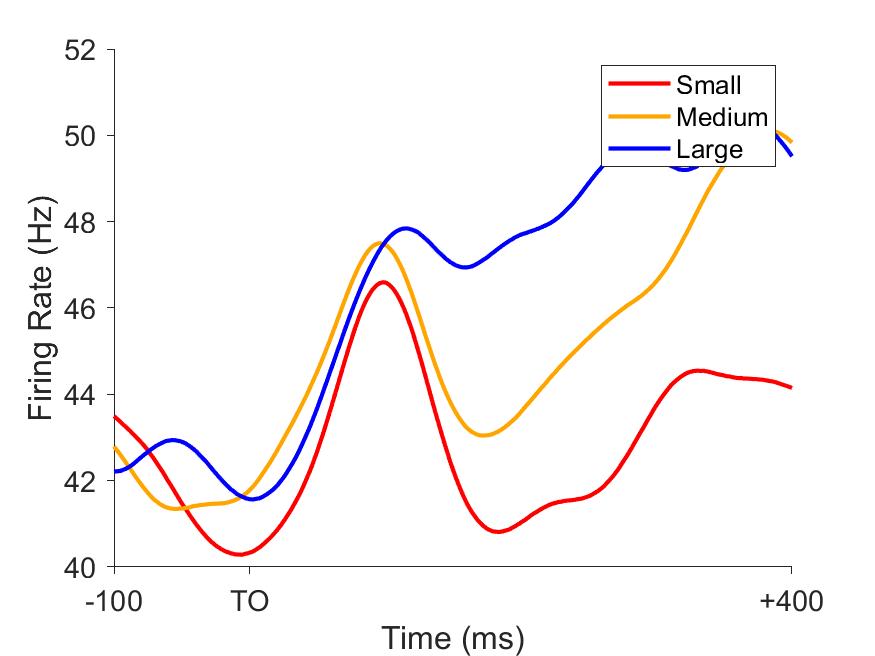 52
50
48
46
44
42
40
Firing Rate (Hz)
Small
Medium
Large
-100 TO +400
Time (ms)